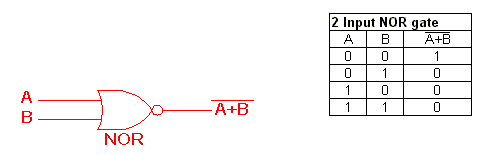 A
B
NOR
A̅+̅B̅
2 Input NOR gate
A B A̅+̅B̅
0 0 1
0 1 0
1 0 0
1 1 0